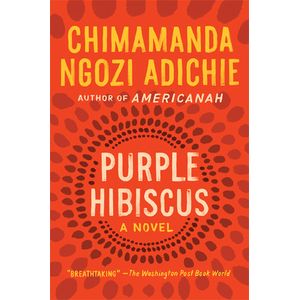 CHIMAMANDA
NGOZI ADICHIE
AUTHOR OF AMERICANAH
PURPLE
HIBISCUS
A NOVEL
"BREATHTAKING" —The Washington Post Book World